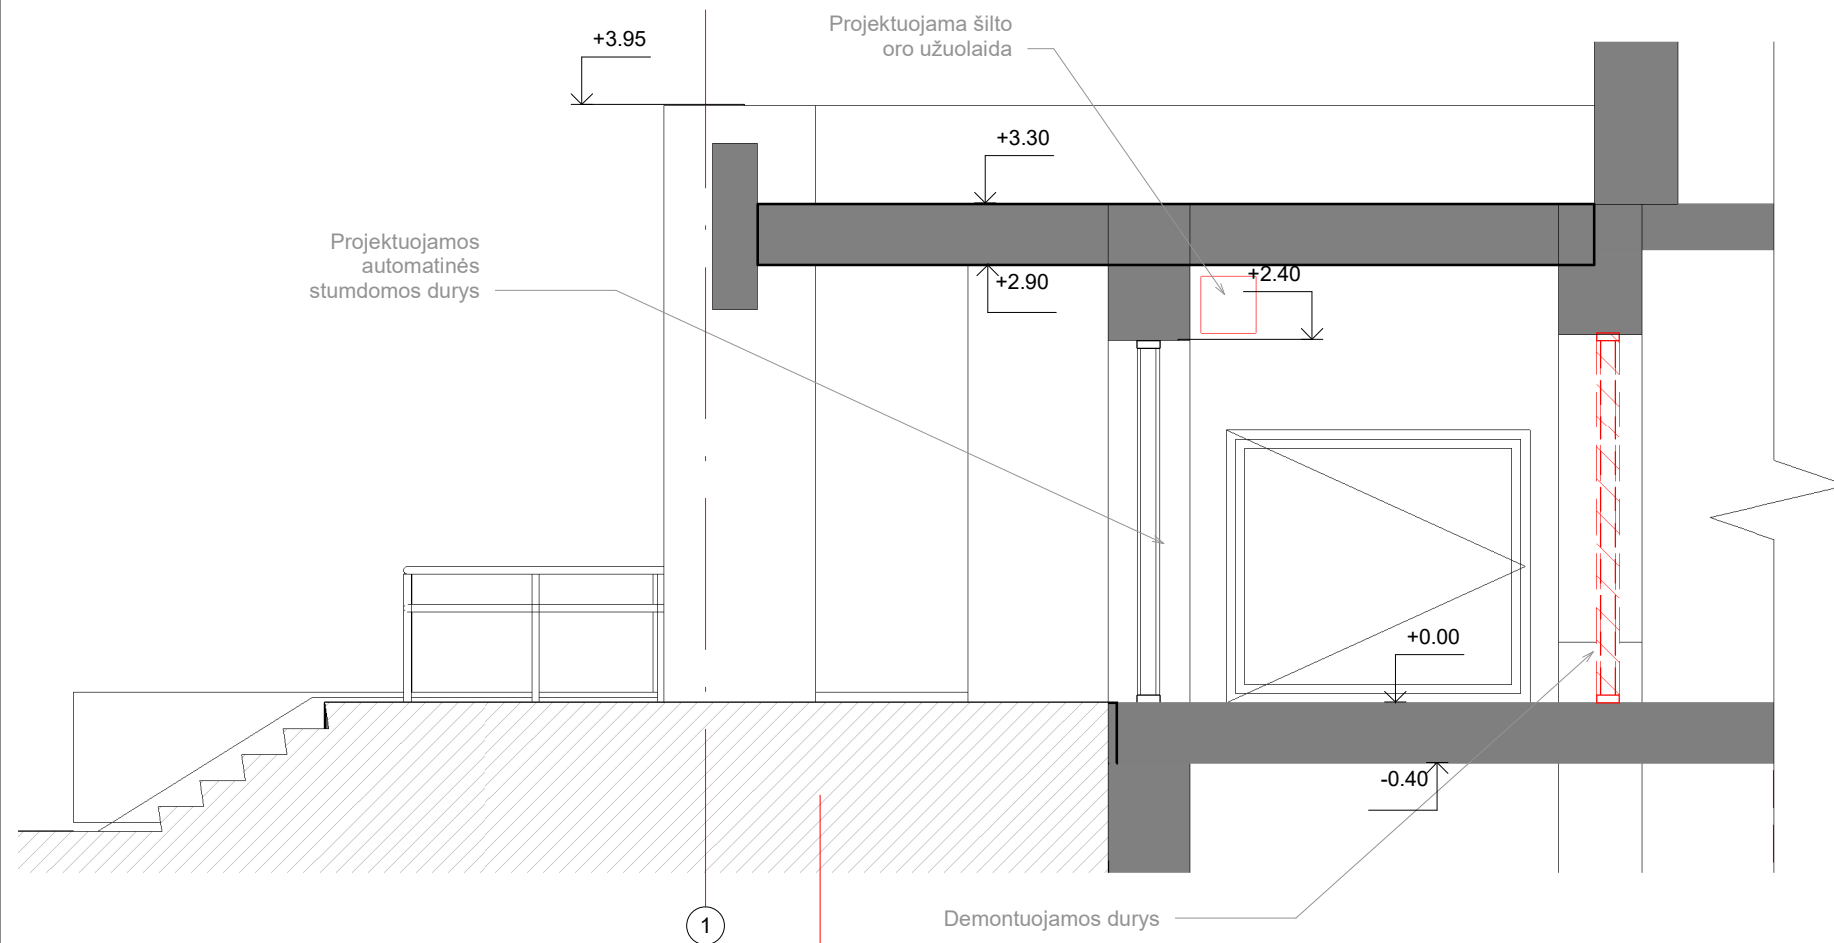 Projektuojama šilto
oro užuolaida
+3.95
+3.30
Projektuojamos
automatinės
stumdomos durys
+2.90
+2.40
+0.00
-0.40
Demontuojamos durys
1